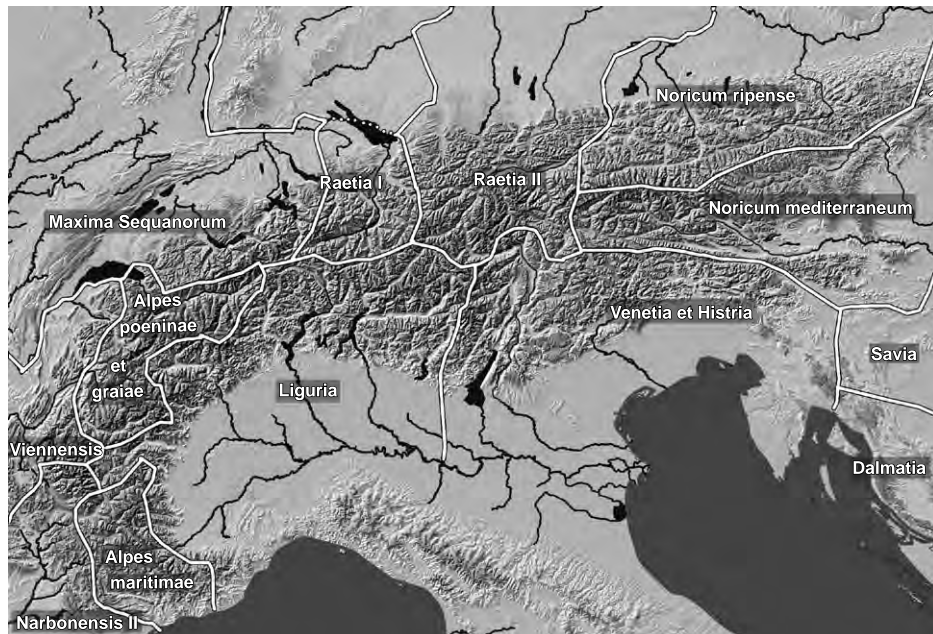 Noricum ripense
Raetia I
Raetia II
Maxima Sequanorum
Noricum mediterraneum
Alpes
poeninae
et
graiae
Venetia et Histria
Savia
Liguria
Viennensis
Dalmatia
Alpes
maritimae
Narbonensis II